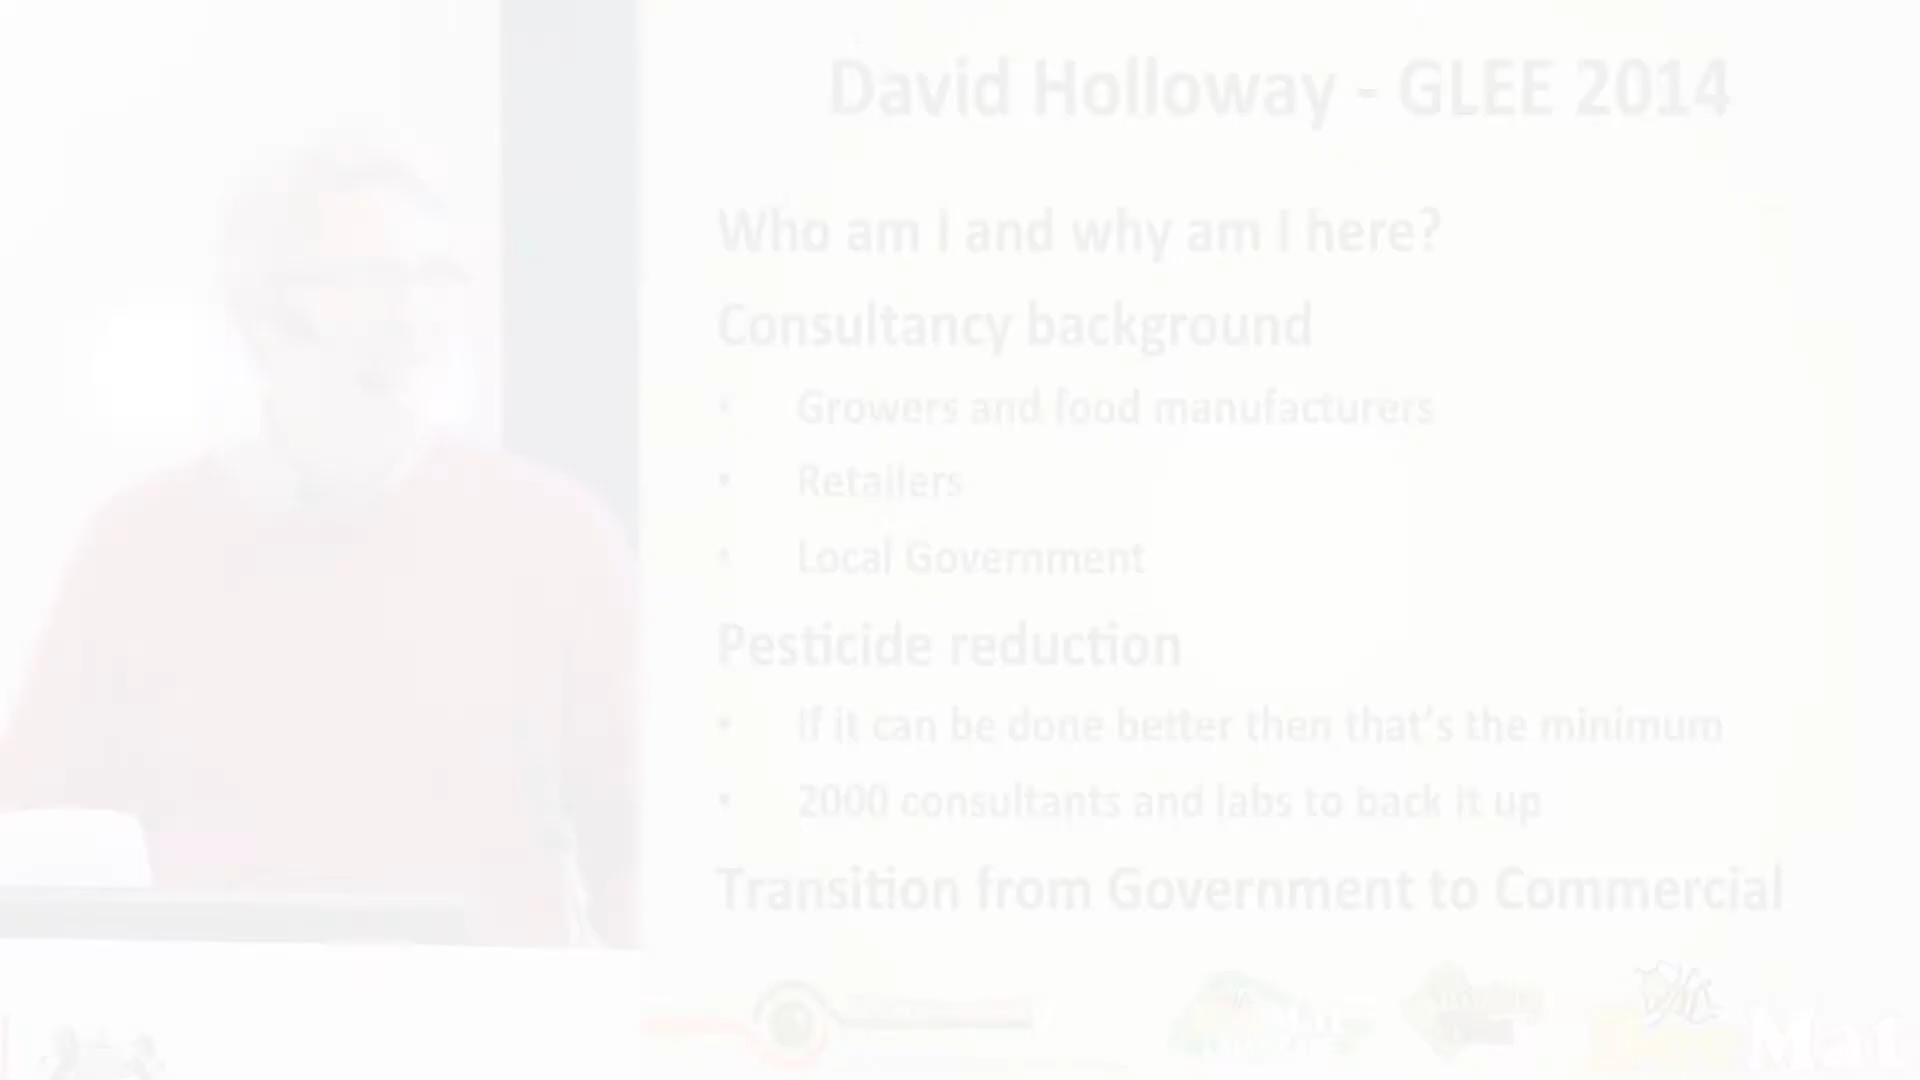 David Holloway - GLEE 2014
Who am I and why am I here?
Consultancy background
• Growers and food manufacturers
• Retailers
• Local Government
Pesticide reduction
• If it can be done better then that's the minimum
• 2000 consultants and labs to back it up
Transition from Government to Commercial